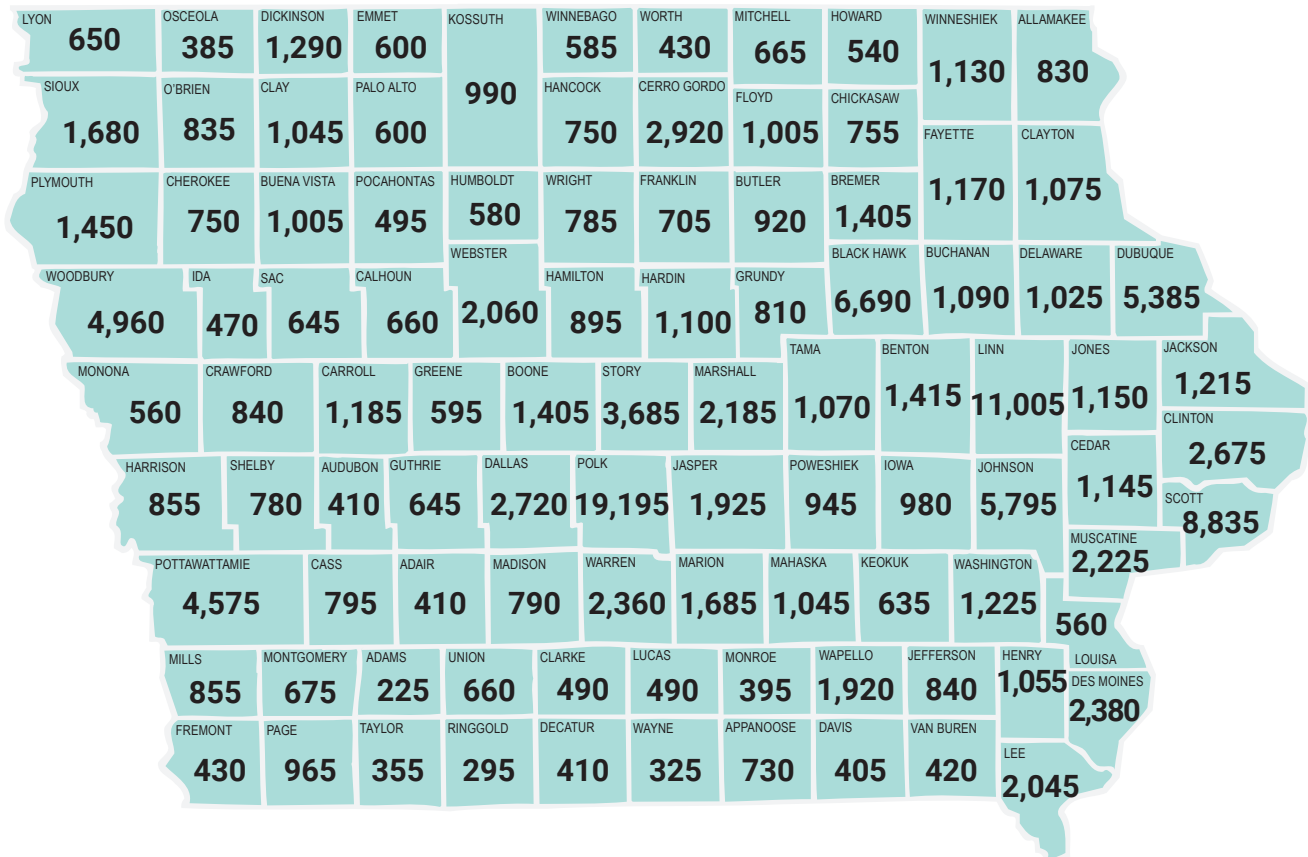 LYON
650
OSCEOLA
385
DICKINSON
1,290
EMMET
600
KOSSUTH
990
WINNEBAGO
585
WORTH
430
MITCHELL
665
HOWARD
540
WINNESHIEK
1,130
ALLAMAKEE
830
SIOUX
1,680
O'BRIEN
835
CLAY
1,045
PALO ALTO
600
HANCOCK
750
CERRO GORDO
2,920
FLOYD
1,005
CHICKASAW
755
FAYETTE
1,170
CLAYTON
1,075
PLYMOUTH
1,450
CHEROKEE
750
BUENA VISTA
1,005
POCAHONTAS
495
HUMBOLDT
580
WRIGHT
785
FRANKLIN
705
BUTLER
920
BREMER
1,405
WOODBURY
4,960
IDA
470
SAC
645
CALHOUN
660
WEBSTER
2,060
HAMILTON
895
HARDIN
1,100
GRUNDY
810
BLACK HAWK
6,690
BUCHANAN
1,090
DELAWARE
1,025
DUBUQUE
5,385
MONONA
560
CRAWFORD
840
CARROLL
1,185
GREENE
595
BOONE
1,405
STORY
3,685
MARSHALL
2,185
TAMA
1,070
BENTON
1,415
LINN
11,005
JONES
1,150
JACKSON
1,215
CLINTON
2,675
HARRISON
855
SHELBY
780
AUDUBON
410
GUTHRIE
645
DALLAS
2,720
POLK
19,195
JASPER
1,925
POWESHIEK
945
IOWA
980
JOHNSON
5,795
CEDAR
1,145
SCOTT
8,835
MUSCATINE
2,225
POTTAWATTAMIE
4,575
CASS
795
ADAIR
410
MADISON
790
WARREN
2,360
MARION
1,685
MAHASKA
1,045
KEOKUK
635
WASHINGTON
1,225
560
LOUISA
MILLS
855
MONTGOMERY
675
ADAMS
225
UNION
660
CLARKE
490
LUCAS
490
MONROE
395
WAPELLO
1,920
JEFFERSON
840
HENRY
1,055
DES MOINES
2,380
FREMONT
430
PAGE
965
TAYLOR
355
RINGGOLD
295
DECATUR
410
WAYNE
325
APPANOOSE
730
DAVIS
405
VAN BUREN
420
LEE
2,045